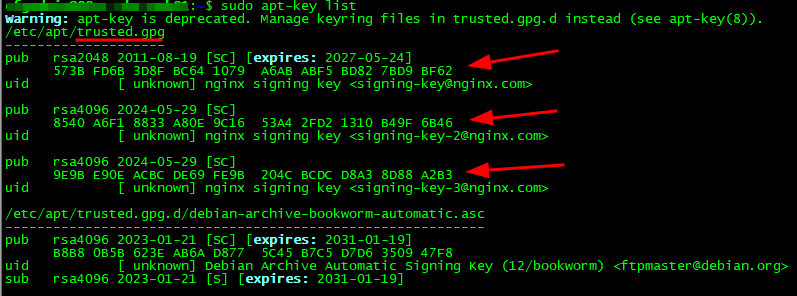 :~$ sudo apt-key list
Warning: apt-key is deprecated. Manage keyring files in trusted.gpg.d instead (see apt-key(8)).
/etc/apt/trusted.gpg
--------------------
pub   rsa2048 2011-08-19 [SC] [expires: 2027-05-24]
      573B FD6B 3D8F BC64 1079  A6AB ABF5 BD82 7BD9 BF62
uid           [ unknown] nginx signing key <signing-key@nginx.com>
pub   rsa4096 2024-05-29 [SC]
      8540 A6F1 8833 A80E 9C16  53A4 2FD2 1310 B49F 6B46
uid           [ unknown] nginx signing key <signing-key-2@nginx.com>
pub   rsa4096 2024-05-29 [SC]
      9E9B E90E ACBC DE69 FE9B  204C BCDC D8A3 8D88 A2B3
uid           [ unknown] nginx signing key <signing-key-3@nginx.com>
/etc/apt/trusted.gpg.d/debian-archive-bookworm-automatic.asc
------------------------------------------------------------
pub   rsa4096 2023-01-21 [SC] [expires: 2031-01-19]
      B8B8 0B5B 623E AB6A D877  5C45 B7C5 D7D6 3509 47F8
uid           [ unknown] Debian Archive Automatic Signing Key (12/bookworm) <ftpmaster@debian.org>
sub   rsa4096 2023-01-21 [S] [expires: 2031-01-19]